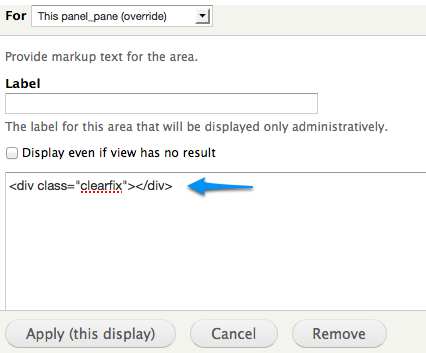 For This panel_pane (override)
Provide markup text for the area.
Label
The label for this area that will be displayed only administratively.
Display even if view has no result
<div class="clearfix"></div>
Apply (this display) Cancel Remove